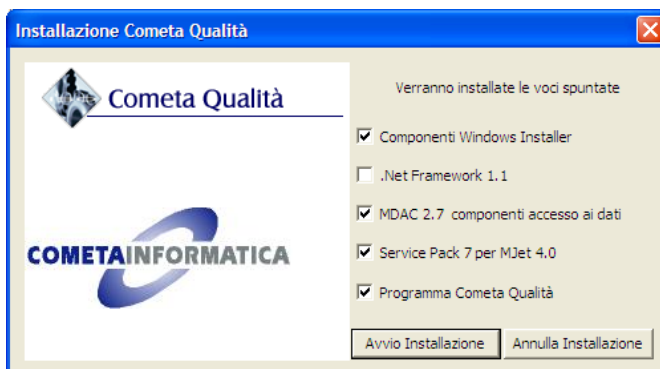 Installazione Cometa Qualità
Cometa Qualità
COMETAINFORMATICA
Verranno installate le voci spuntate
Componenti Windows Installer
.Net Framework 1.1
MDAC 2.7 componenti accesso ai dati
Service Pack 7 per MJet 4.0
Programma Cometa Qualità
Avvio Installazione
Annulla Installazione